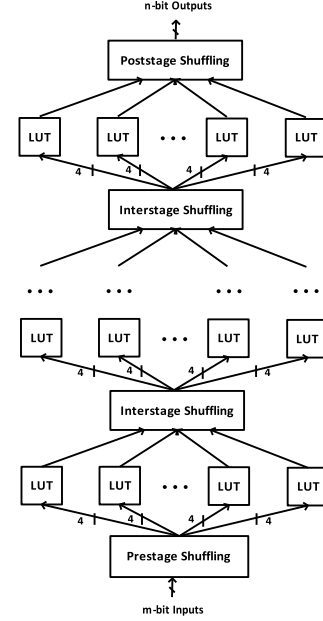 n-bit Outputs
Poststage Shuffling
LUT LUT ... LUT LUT
4 4 4 4
Interstage Shuffling
... ... ... ...
LUT LUT ... LUT LUT
4 4 4 4
Interstage Shuffling
LUT LUT ... LUT LUT
4 4 4 4
Prestage Shuffling
m-bit Inputs